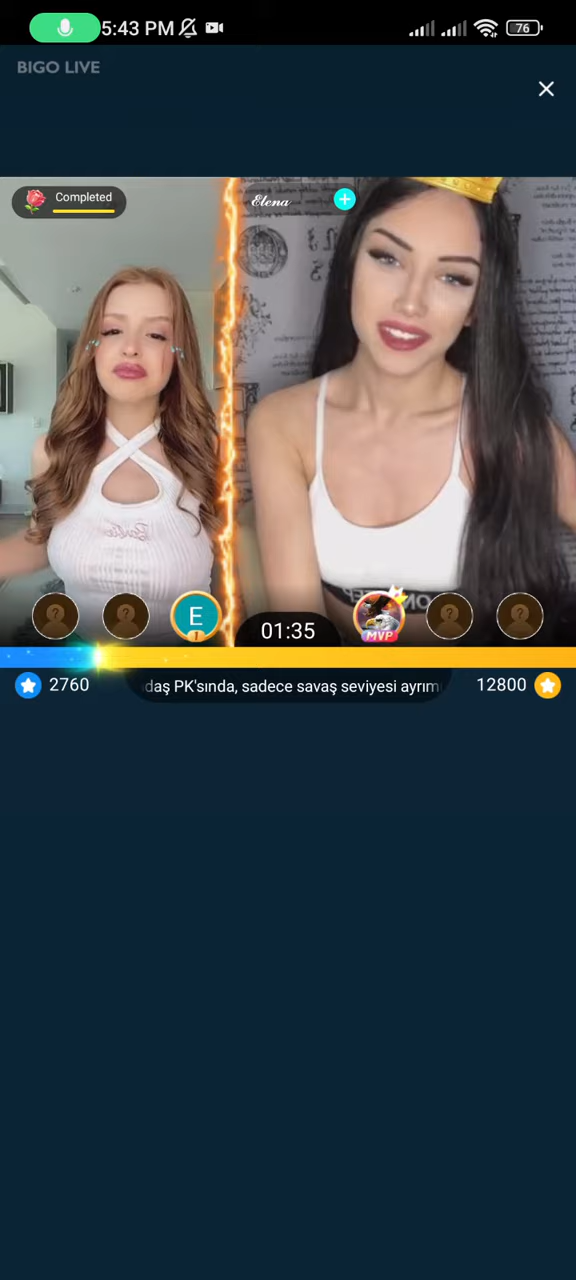 5:43 PM
76
BIGO LIVE
Completed
Elena
E
1
01:35
MVP
2760
daş PK'sında, sadece savaş seviyesi ayrım
12800